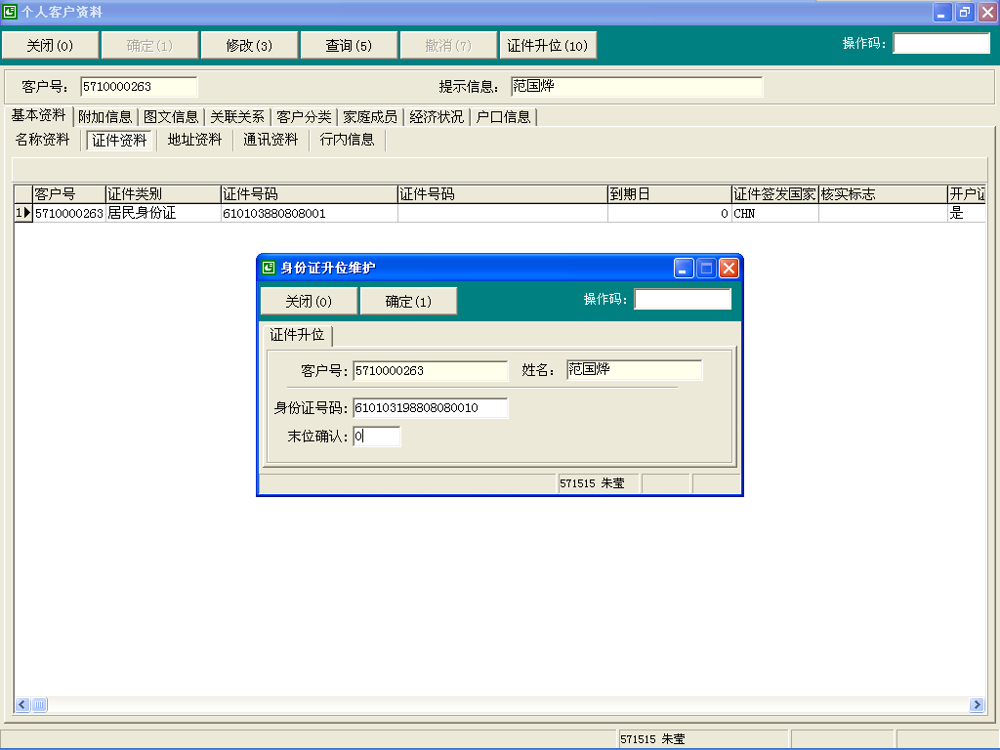 个人客户资料
关闭(0) 确定(1) 修改(3) 查询(5) 撤消(7) 证件升位(10) 操作码:
客户号: 5710000263 提示信息: 范国烨
基本资料 附加信息 图文信息 关联关系 客户分类 家庭成员 经济状况 户口信息
名称资料 证件资料 地址资料 通讯资料 行内信息
客户号 证件类别 证件号码 证件号码 到期日 证件签发国家 核实标志 开户证
1 5710000263 居民身份证 610103880808001 0 CHN 是
身份证升位维护
关闭(0) 确定(1) 操作码:
证件升位
客户号: 5710000263 姓名: 范国烨
身份证号码: 610103198808080010
末位确认: 0
571515 朱莹
571515 朱莹